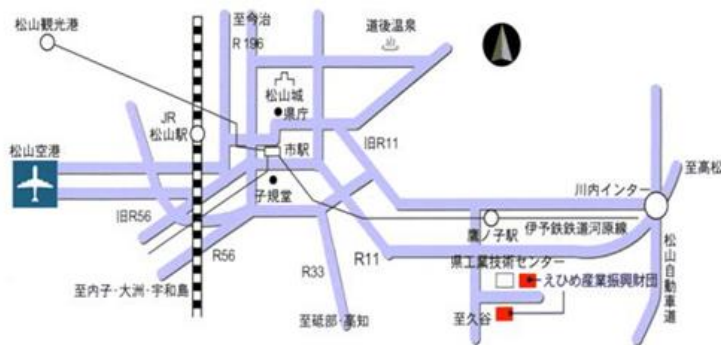 松山観光港
至今治
R 196
道後温泉
松山城
県庁
JR
松山駅
市駅
旧R11
松山空港
至高松
子規堂
川内インター
旧R56
鷹ノ子駅
伊予鉄鉄道河原線
R56
R33
R11
県工業技術センター
えひめ産業振興財団
松山自動車道
至内子・大洲・宇和島
至砥部・高知
至久谷